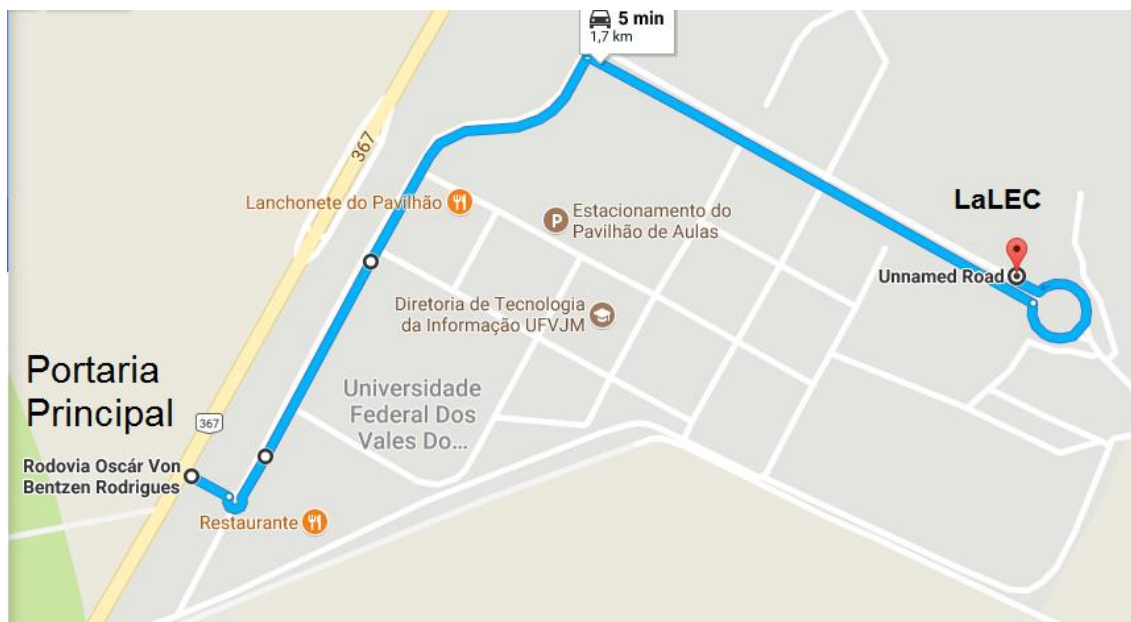 5 min
1,7 km
367
Lanchonete do Pavilhão
Estacionamento do
Pavilhão de Aulas
LaLEC
Unnamed Road
Diretoria de Tecnologia
da Informação UFVJM
Portaria
Principal
Universidade
Federal Dos
Vales Do...
367
Rodovia Oscár Von
Bentzen Rodrigues
Restaurante